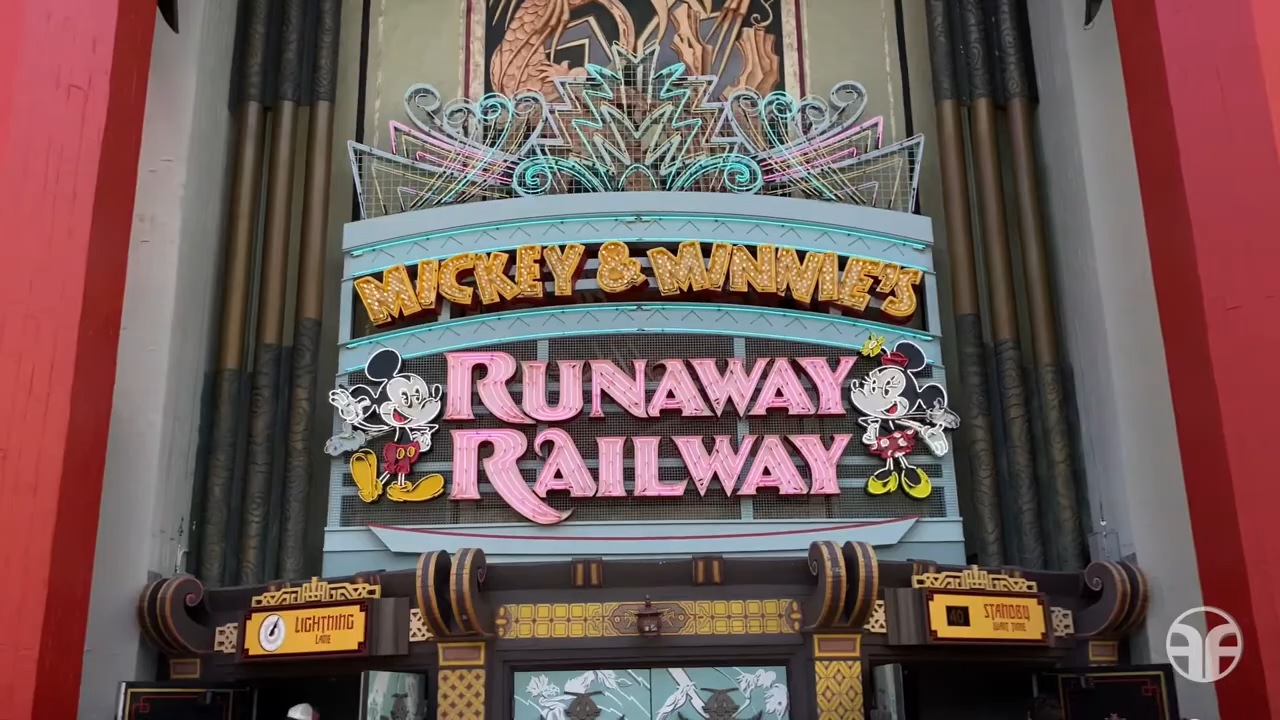 MICKEY & MINNIE'S
RUNAWAY
RAILWAY
LIGHTNING
LANE
40
STANDBY
WAIT TIME